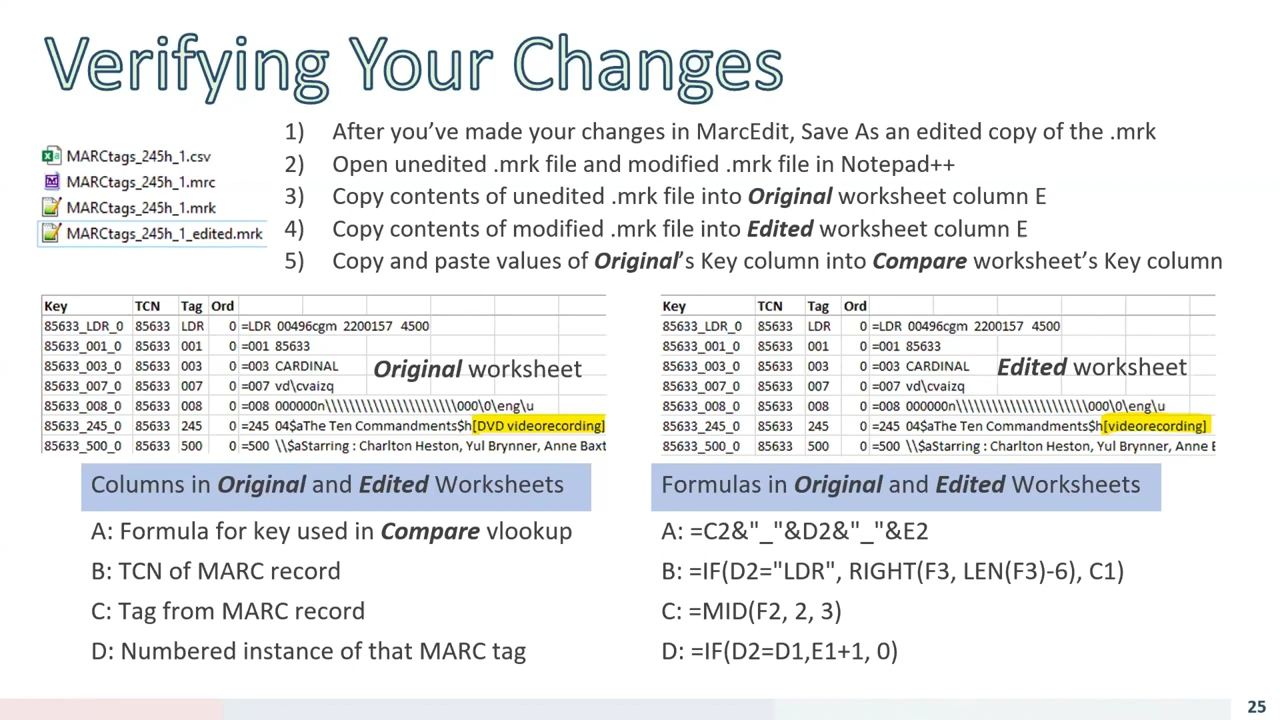 Verifying Your Changes
MARCtags_245h_1.csv
MARCtags_245h_1.mrc
MARCtags_245h_1.mrk
MARCtags_245h_1_edited.mrk
1) After you've made your changes in MarcEdit, Save As an edited copy of the .mrk
2) Open unedited .mrk file and modified .mrk file in Notepad++
3) Copy contents of unedited .mrk file into Original worksheet column E
4) Copy contents of modified .mrk file into Edited worksheet column E
5) Copy and paste values of Original's Key column into Compare worksheet's Key column
Key TCN Tag Ord
85633_LDR_0 85633 LDR 0 =LDR 00496cgm 2200157 4500
85633_001_0 85633 001 0 =001 85633
85633_003_0 85633 003 0 =003 CARDINAL
85633_007_0 85633 007 0 =007 vd\cvaizq
85633_008_0 85633 008 0 =008 000000n\\\\\\\\\\\\\\\\\\\\\\\000\0\eng\u
85633_245_0 85633 245 0 =245 04$aThe Ten Commandments$h[DVD videorecording]
85633_500_0 85633 500 0 =500 \\$aStarring : Charlton Heston, Yul Brynner, Anne Baxt
Original worksheet
Key TCN Tag Ord
85633_LDR_0 85633 LDR 0 =LDR 00496cgm 2200157 4500
85633_001_0 85633 001 0 =001 85633
85633_003_0 85633 003 0 =003 CARDINAL
85633_007_0 85633 007 0 =007 vd\cvaizq
85633_008_0 85633 008 0 =008 000000n\\\\\\\\\\\\\\\\\\\\\\\000\0\eng\u
85633_245_0 85633 245 0 =245 04$aThe Ten Commandments$h[videorecording]
85633_500_0 85633 500 0 =500 \\$aStarring : Charlton Heston, Yul Brynner, Anne B
Edited worksheet
Columns in Original and Edited Worksheets
A: Formula for key used in Compare vlookup
B: TCN of MARC record
C: Tag from MARC record
D: Numbered instance of that MARC tag
Formulas in Original and Edited Worksheets
A: =C2&"_"&D2&"_"&E2
B: =IF(D2="LDR", RIGHT(F3, LEN(F3)-6), C1)
C: =MID(F2, 2, 3)
D: =IF(D2=D1,E1+1, 0)
25